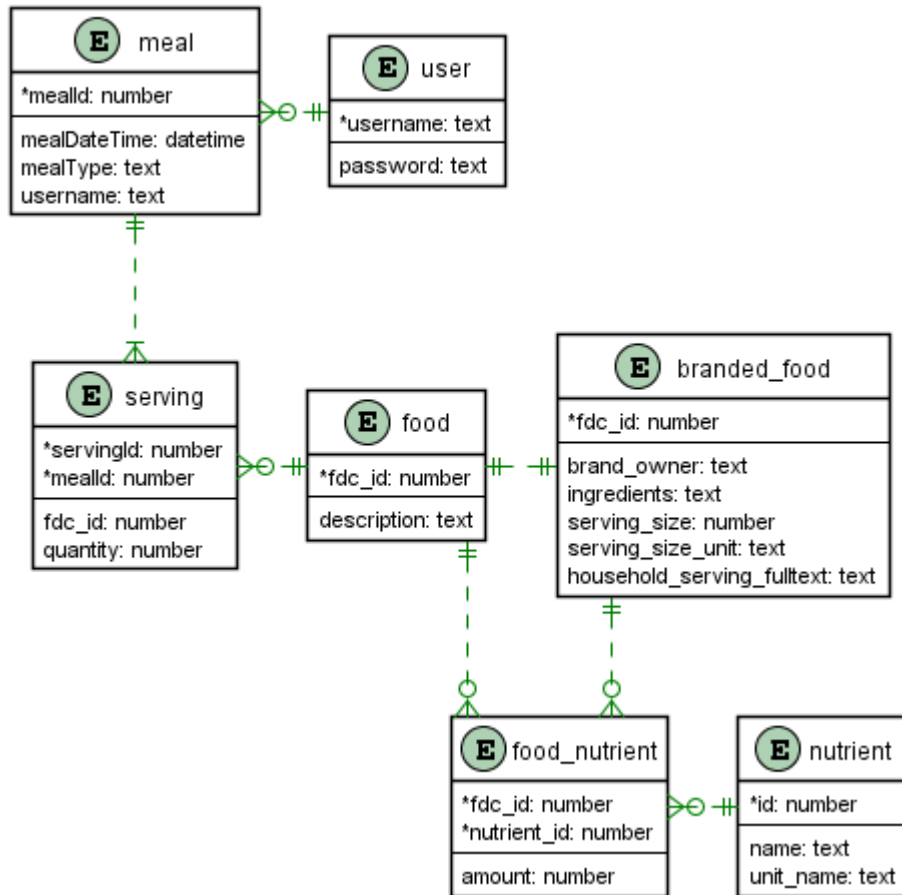 E meal
*mealId: number
mealDateTime: datetime
mealType: text
username: text
E user
*username: text
password: text
E serving
*servingId: number
*mealId: number
fdc_id: number
quantity: number
E food
*fdc_id: number
description: text
E branded_food
*fdc_id: number
brand_owner: text
ingredients: text
serving_size: number
serving_size_unit: text
household_serving_fulltext: text
E food_nutrient
*fdc_id: number
*nutrient_id: number
amount: number
E nutrient
*id: number
name: text
unit_name: text